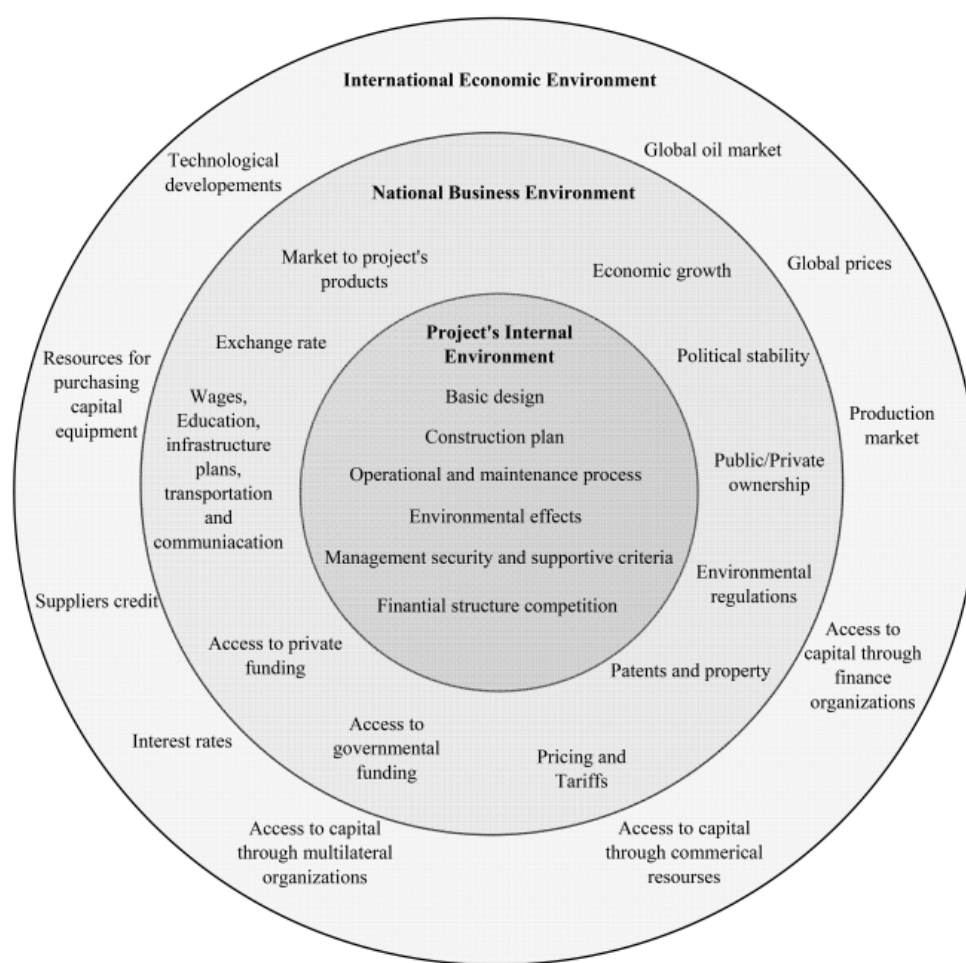 International Economic Environment
Technological
developements
Global oil market
Global prices
Production
market
Access to
capital through
finance
organizations
Access to capital
through commerical
resourses
Access to capital
through multilateral
organizations
Interest rates
Suppliers credit
Resources for
purchasing
capital
equipment
National Business Environment
Market to project's
products
Economic growth
Political stability
Public/Private
ownership
Environmental
regulations
Patents and property
Pricing and
Tariffs
Access to
governmental
funding
Access to private
funding
Wages,
Education,
infrastructure
plans,
transportation
and
communiacation
Exchange rate
Project's Internal
Environment
Basic design
Construction plan
Operational and maintenance process
Environmental effects
Management security and supportive criteria
Finantial structure competition